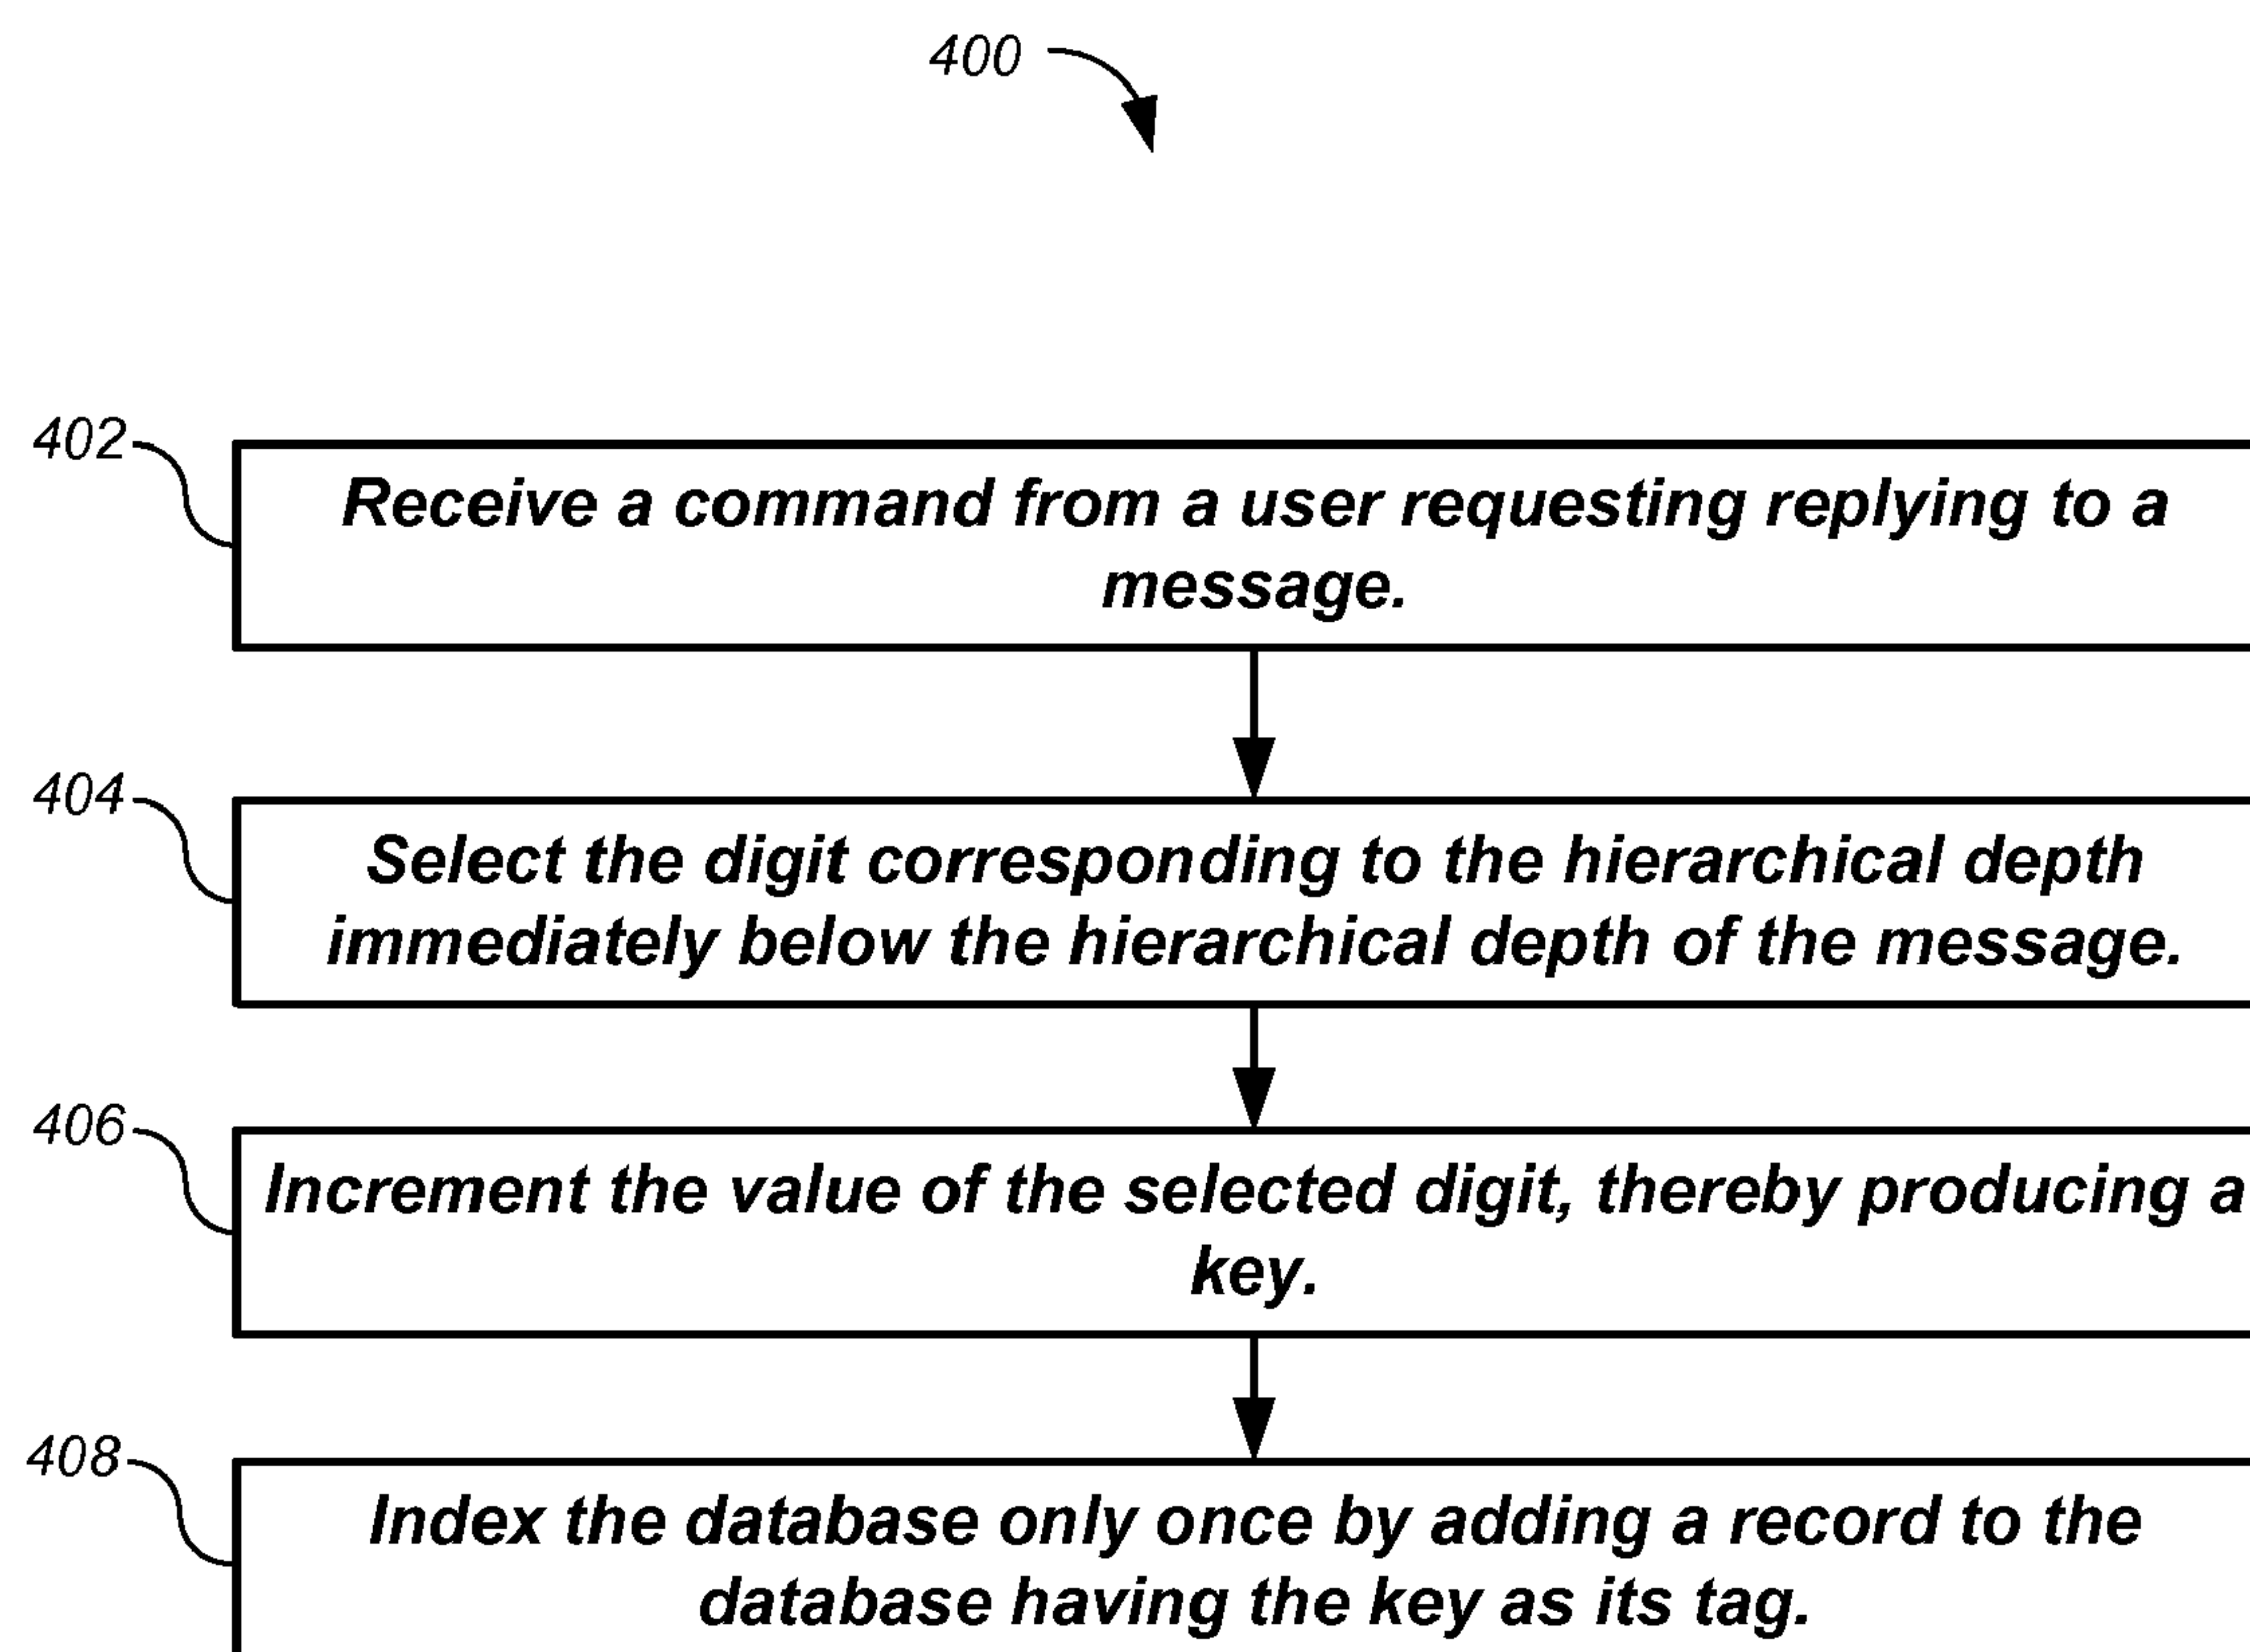 400
402
Receive a command from a user requesting replying to a
message.
404
Select the digit corresponding to the hierarchical depth
immediately below the hierarchical depth of the message.
406
Increment the value of the selected digit, thereby producing a
key.
408
Index the database only once by adding a record to the
database having the key as its tag.